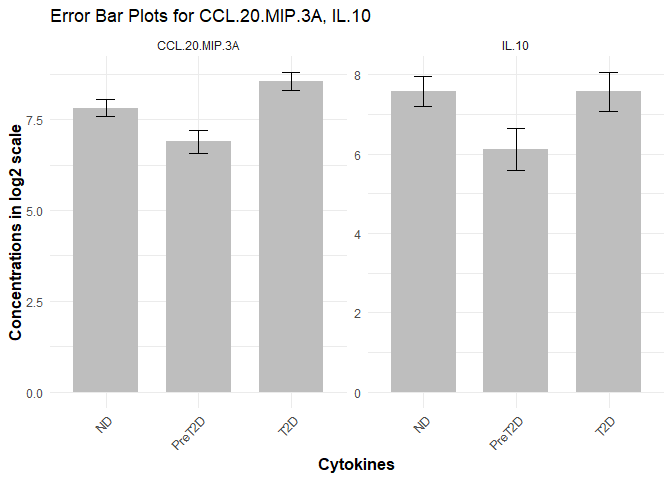 Error Bar Plots for CCL.20.MIP.3A, IL.10
CCL.20.MIP.3A
IL.10
Concentrations in log2 scale
7.5
5.0
2.5
0.0
8
6
4
2
0
ND
PreT2D
T2D
ND
PreT2D
T2D
Cytokines